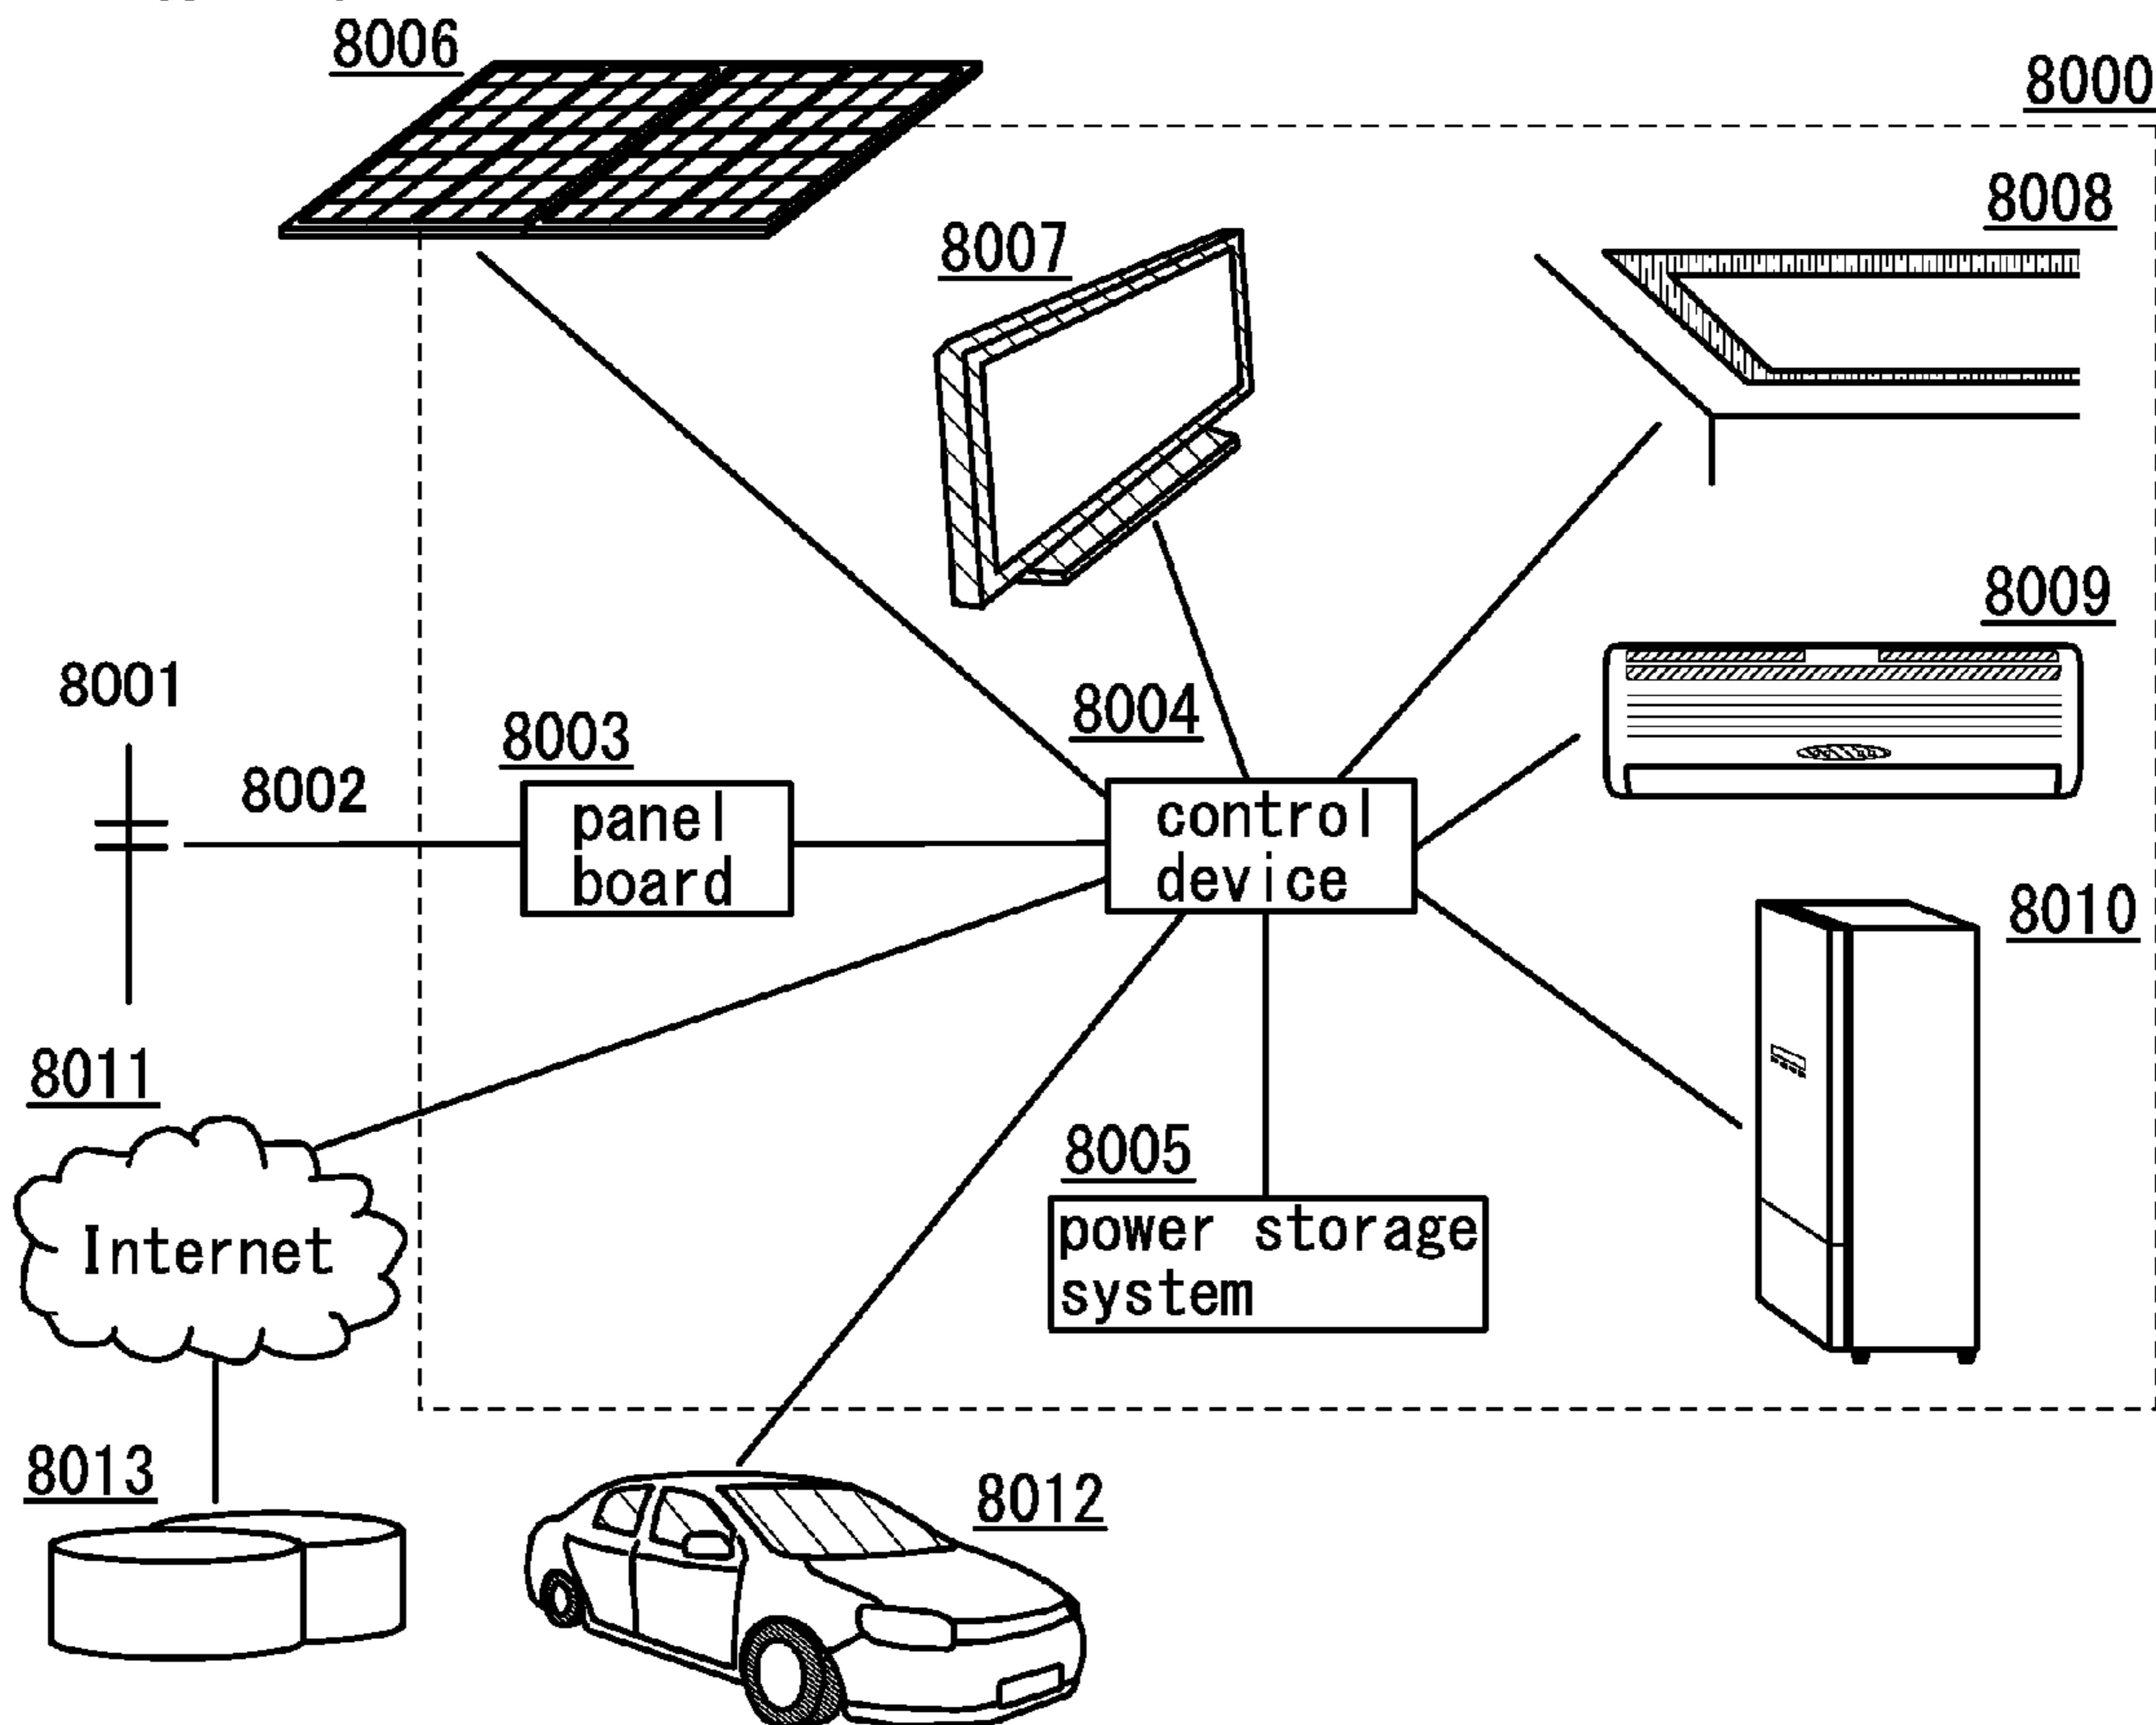 8006
8000
8008
8007
8009
8001
8003
8004
8002
panel
board
control
device
8010
8011
8005
Internet
power storage
system
8013
8012